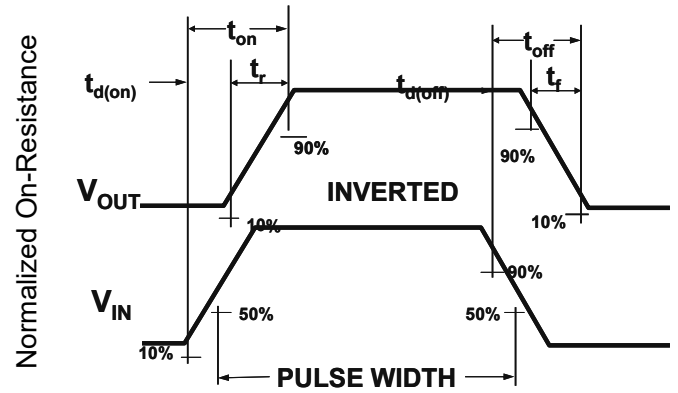 Normalized On-Resistance
ton
toff
td(on)
tr
td(off)
tf
90%
90%
VOUT
INVERTED
10%
10%
90%
VIN
50%
50%
10%
PULSE WIDTH